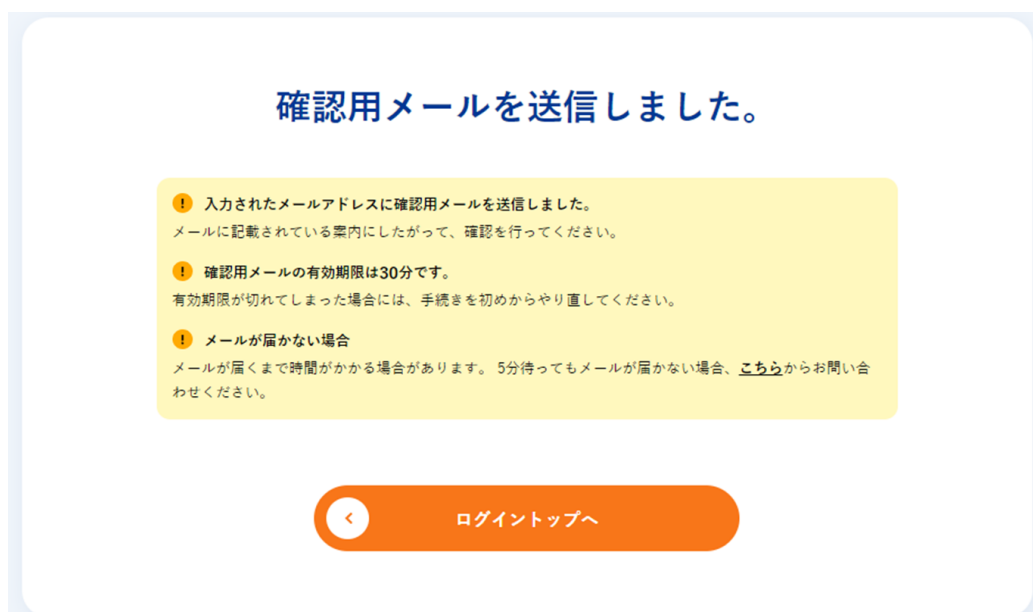 確認用メールを送信しました。
! 入力されたメールアドレスに確認用メールを送信しました。
メールに記載されている案内にしたがって、確認を行ってください。
! 確認用メールの有効期限は30分です。
有効期限が切れてしまった場合には、手続きを初めからやり直してください。
! メールが届かない場合
メールが届くまで時間がかかる場合があります。 5分待ってもメールが届かない場合、こちらからお問い合
わせください。
ログイントップへ